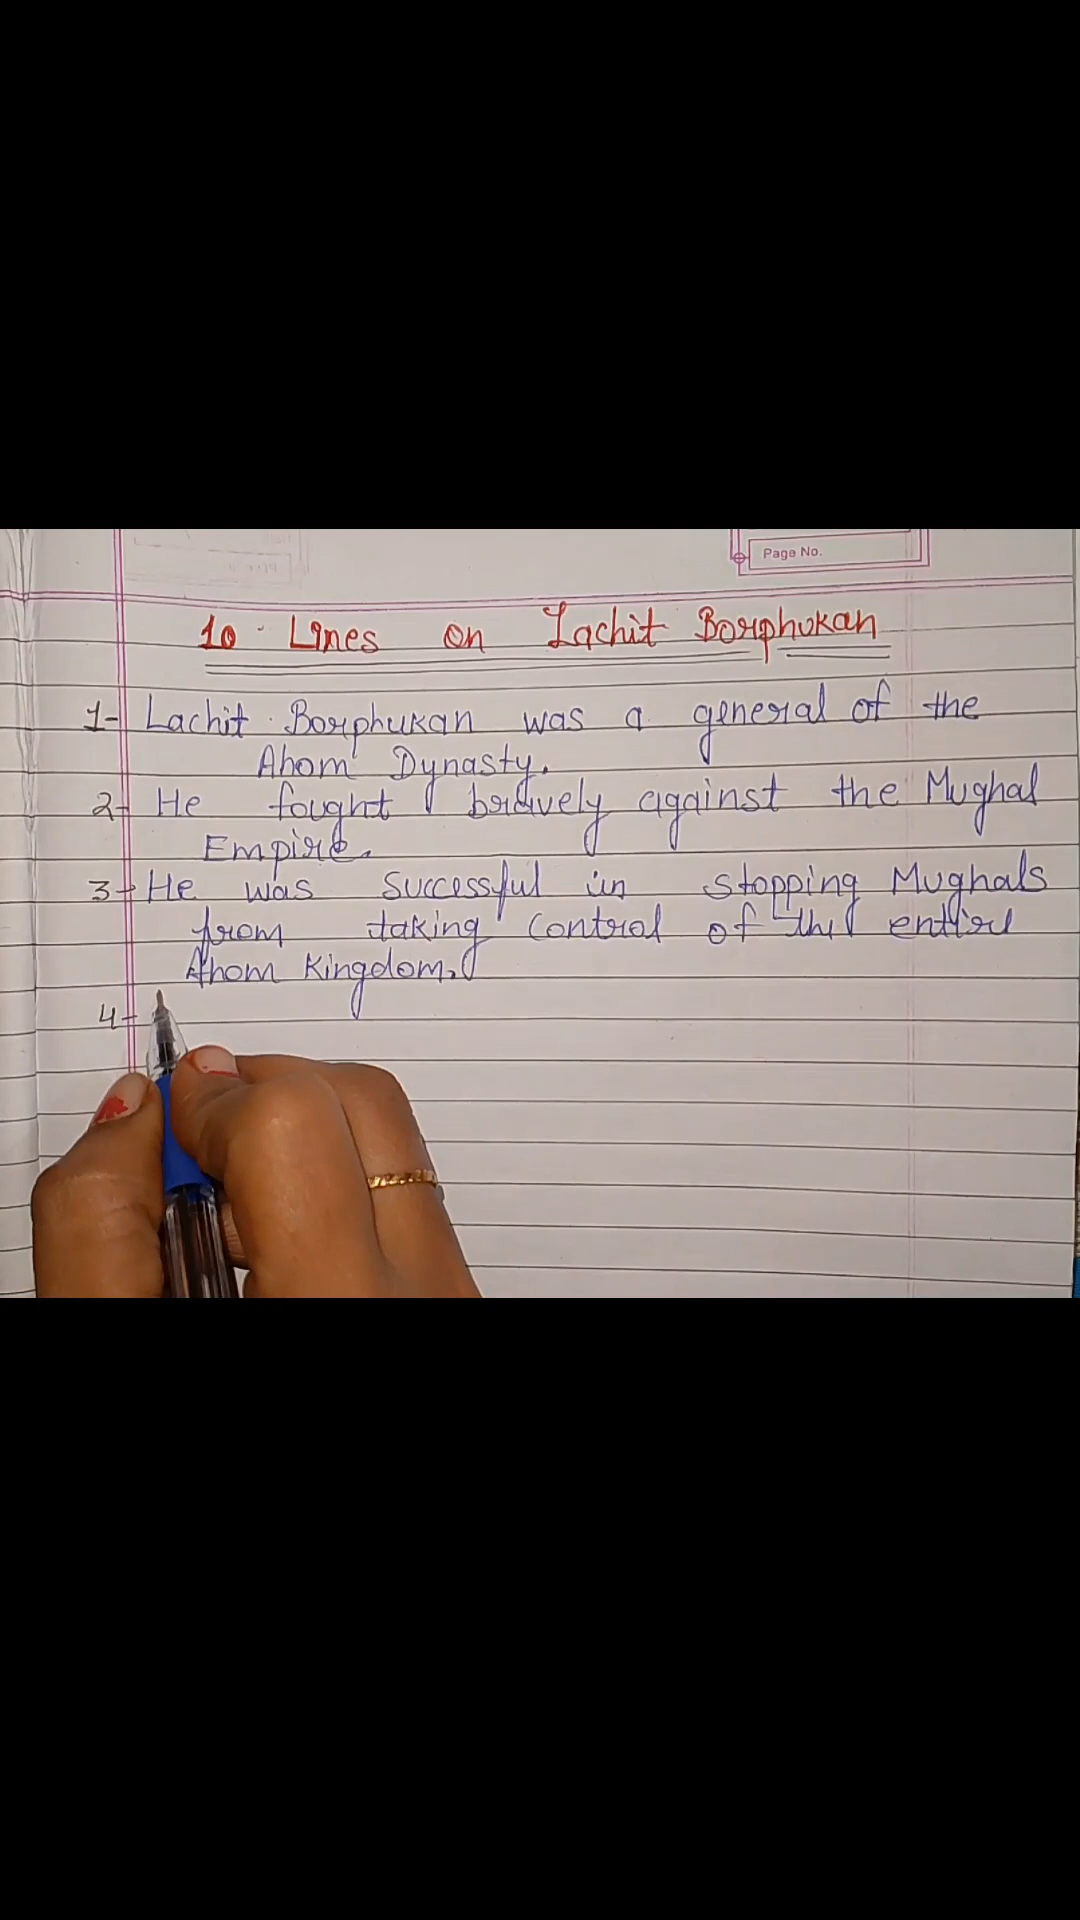 Page No.
10 Lines on Lachit Borphukan
1- Lachit Borphukan was a general of the
Ahom Dynasty.
2- He fought bravely against the Mughal
Empire.
3- He was successful in stopping Mughals
from taking control of the entire
Ahom Kingdom.
4-